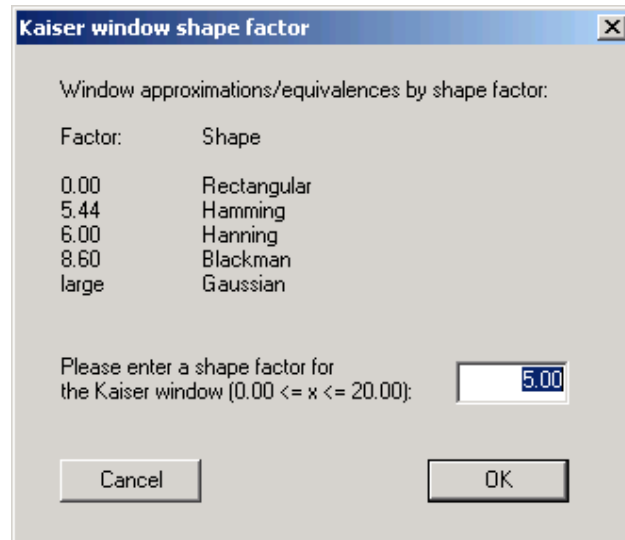 Kaiser window shape factor
Window approximations/equivalences by shape factor:
Factor: Shape
0.00 Rectangular
5.44 Hamming
6.00 Hanning
8.60 Blackman
large Gaussian
Please enter a shape factor for
the Kaiser window (0.00 <= x <= 20.00): 5.00
Cancel OK